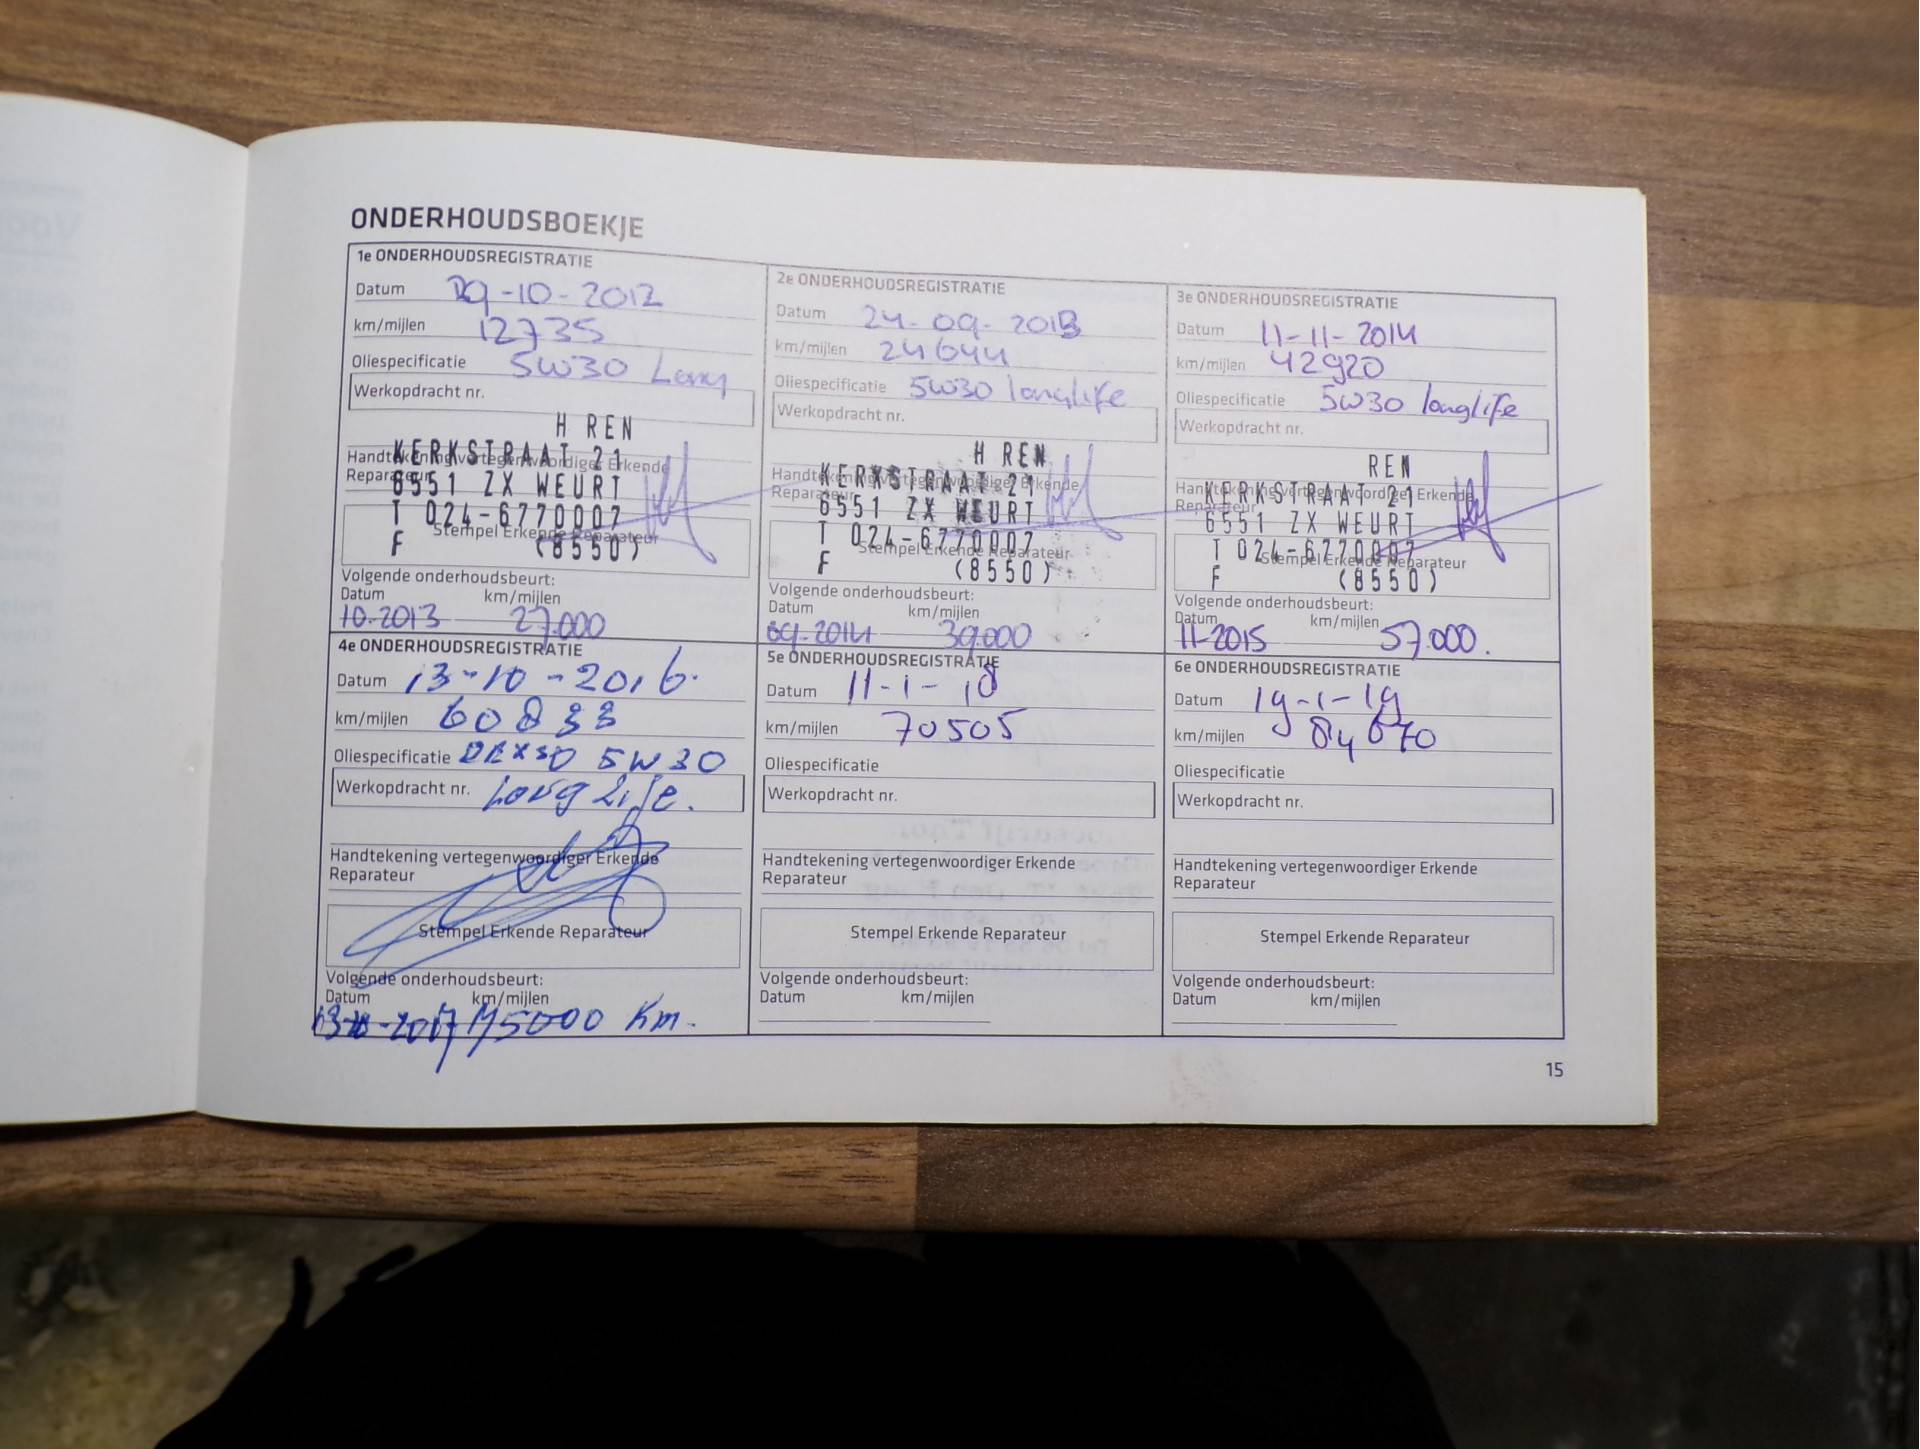 ONDERHOUDSBOEKJE
1e ONDERHOUDSREGISTRATIE
Datum 29-10-2012
km/mijlen 12735
Oliespecificatie 5W30 Long
Werkopdracht nr.
H REN
KERKSTRAAT 21
Handtekening vertegenwoordiger Erkende
Reparateur
6551 ZX WEURT
T 024-6770007
Stempel Erkende Reparateur
F (8550)
Volgende onderhoudsbeurt:
Datum km/mijlen
10.2013 27.000
2e ONDERHOUDSREGISTRATIE
Datum 24-09-2013
km/mijlen 24644
Oliespecificatie 5W30 longlife
Werkopdracht nr.
H REN
KERKSTRAAT 21
Handtekening vertegenwoordiger Erkende
Reparateur
6551 ZX WEURT
T 024-6770007
Stempel Erkende Reparateur
F (8550)
Volgende onderhoudsbeurt:
Datum km/mijlen
09-2014 39.000
3e ONDERHOUDSREGISTRATIE
Datum 11-11-2014
km/mijlen 42920
Oliespecificatie 5W30 longlife
Werkopdracht nr.
REN
KERKSTRAAT 21
Handtekening vertegenwoordiger Erkende
Reparateur
6551 ZX WEURT
T 024-6770007
Stempel Erkende Reparateur
F (8550)
Volgende onderhoudsbeurt:
Datum km/mijlen
11-2015 57.000.
4e ONDERHOUDSREGISTRATIE
Datum 13-10-2016.
km/mijlen 60833
Oliespecificatie 5W30
Werkopdracht nr. Long Life.
Handtekening vertegenwoordiger Erkende
Reparateur
Stempel Erkende Reparateur
Volgende onderhoudsbeurt:
Datum km/mijlen
13-10-2017 Km.
5e ONDERHOUDSREGISTRATIE
Datum 11-1-18
km/mijlen 70505
Oliespecificatie
Werkopdracht nr.
Handtekening vertegenwoordiger Erkende
Reparateur
Stempel Erkende Reparateur
Volgende onderhoudsbeurt:
Datum km/mijlen
6e ONDERHOUDSREGISTRATIE
Datum 19-1-19
km/mijlen 84670
Oliespecificatie
Werkopdracht nr.
Handtekening vertegenwoordiger Erkende
Reparateur
Stempel Erkende Reparateur
Volgende onderhoudsbeurt:
Datum km/mijlen
15